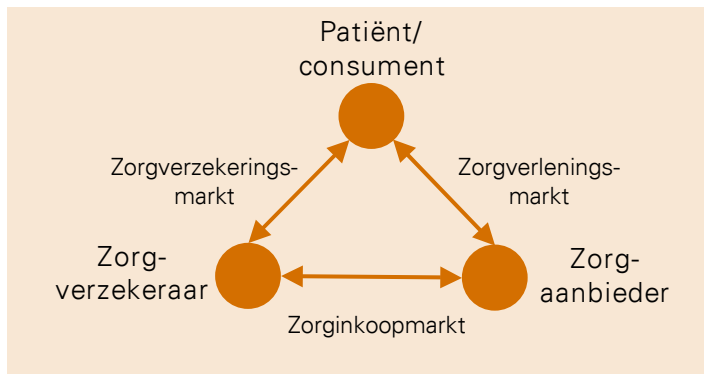 Patiënt/
consument
Zorgverzekerings-
markt
Zorgverlenings-
markt
Zorg-
verzekeraar
Zorg-
aanbieder
Zorginkoopmarkt